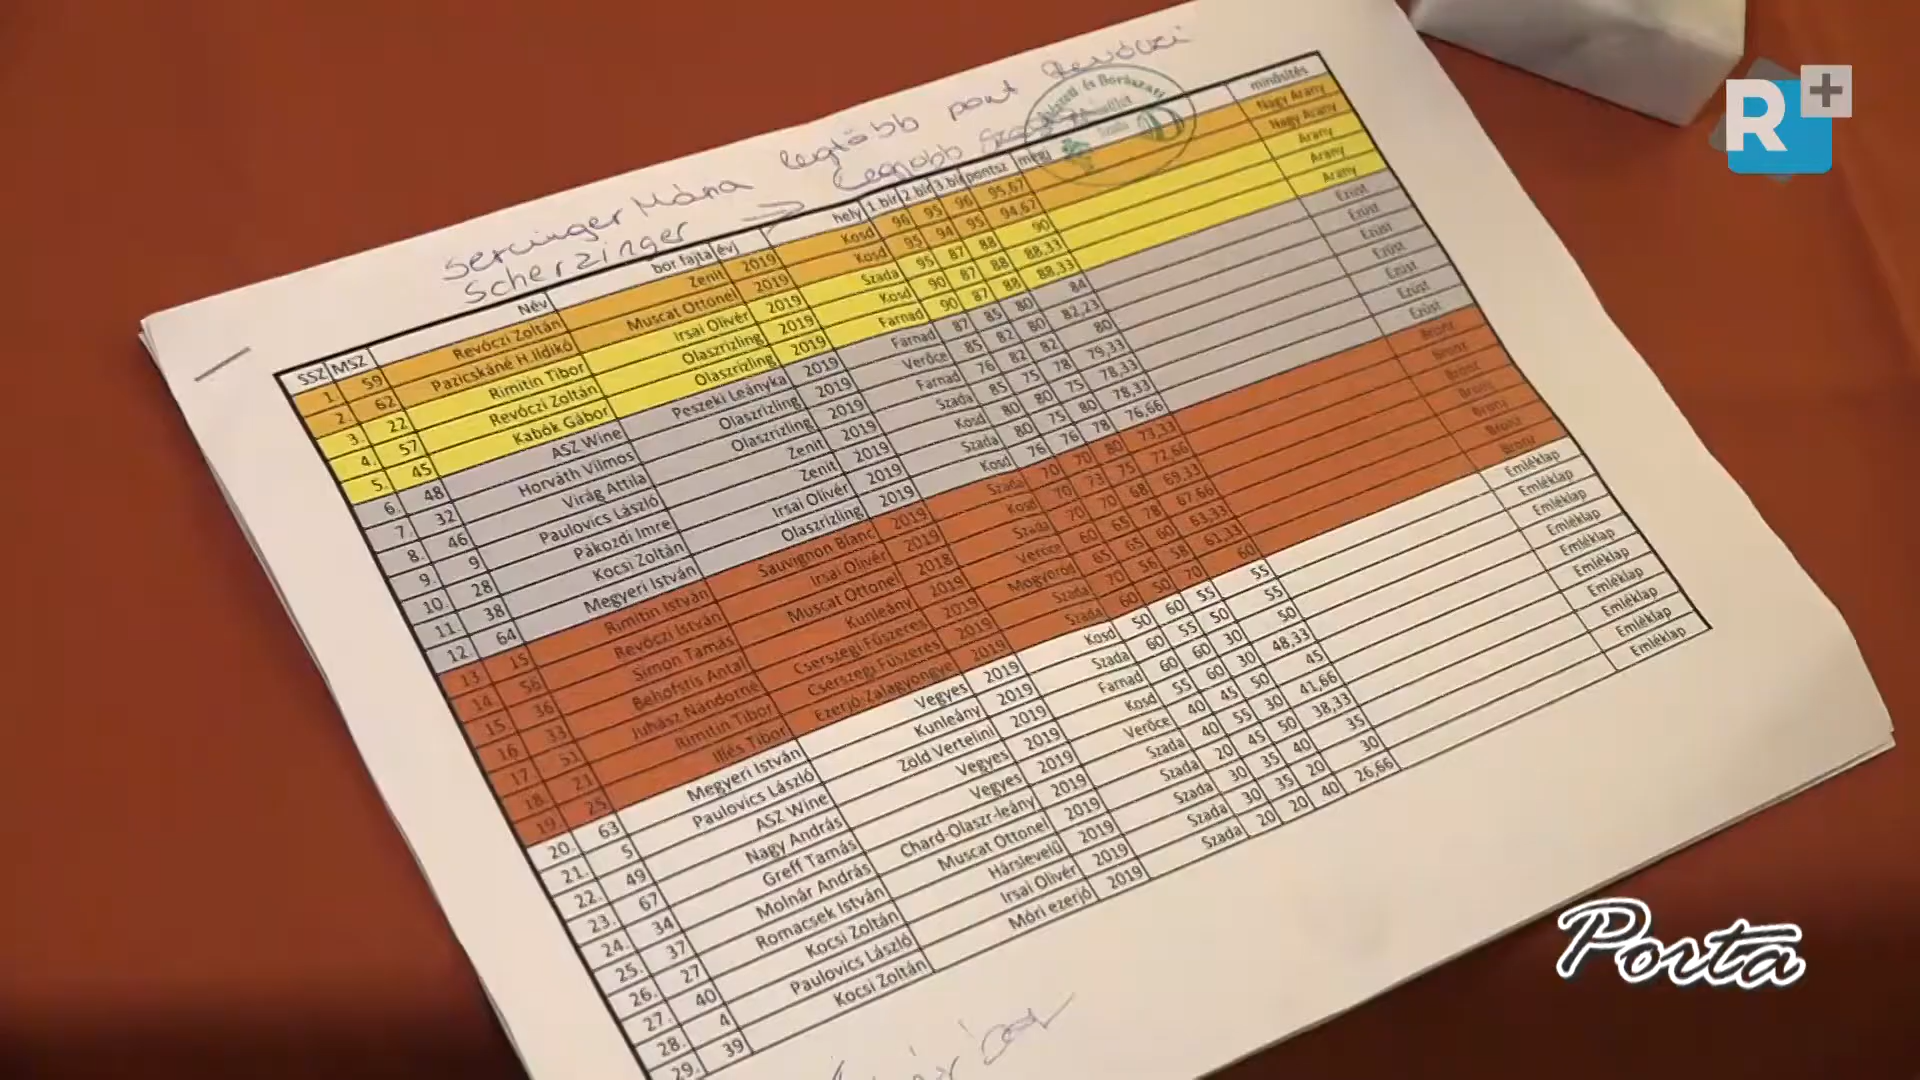 Sercinger Mária legtöbb pont Revóczi
Scherzinger → Legjobb
SSZ MSZ Név bor fajta évj hely 1 bír 2 bír 3.bír pontsz megj minősítés
1. 59 Revóczi Zoltán Zenit 2019 Kosd 96 95 96 95,67 Nagy Arany
2. 62 Pazicskáné H.Ildikó Muscat Ottonel 2019 Kosd 95 94 95 94,67 Nagy Arany
3. 22 Rimitin Tibor Irsai Olivér 2019 Szada 95 87 88 90 Arany
4. 57 Revóczi Zoltán Olaszrizling 2019 Kosd 90 87 88 88,33 Arany
5. 45 Kabók Gábor Olaszrizling 2019 Farnad 90 87 88 88,33 Arany
6. 48 ASZ Wine Peszeki Leányka 2019 Farnad 87 85 80 84 Ezüst
7. 32 Horváth Vilmos Olaszrizling 2019 Verőce 85 82 80 82,23 Ezüst
8. 46 Virág Attila Olaszrizling 2019 Farnad 76 82 82 80 Ezüst
9. 9 Paulovics László Zenit 2019 Szada 85 75 78 79,33 Ezüst
10. 28 Pákozdi Imre Zenit 2019 Kosd 80 80 75 78,33 Ezüst
11. 38 Kocsi Zoltán Irsai Olivér 2019 Szada 80 75 80 78,33 Ezüst
12. 64 Megyeri István Olaszrizling 2019 Kosd 76 76 78 76,66 Ezüst
13. 15 Rimitin István Sauvignon Blanc 2019 Szada 70 70 80 73,33 Bronz
14. 56 Revóczi István Irsai Olivér 2019 Kosd 70 73 75 72.66 Bronz
15. 36 Simon Tamás Muscat Ottonel 2018 Szada 70 70 68 69,33 Bronz
16 33 Behofsits Antal Kunleány 2019 Verőce 60 65 78 67.66 Bronz
17. 51 Juhász Nándorné Cserszegi Fűszeres 2019 Mogyoród 65 65 60 63,33 Bronz
18. 21 Rimitin Tibor Cserszegi Fűszeres 2019 Szada 70 56 58 61,33 Bronz
19. 25 Illés Tibor Ezerjó-Zalagyöngye 2019 Szada 60 50 70 60 Bronz
20. 63 Megyeri István Vegyes 2019 Kosd 50 60 55 55 Emléklap
21. 5 Paulovics László Kunleány 2019 Szada 60 55 50 55 Emléklap
22. 49 ASZ Wine Zöld Vertelini 2019 Farnad 60 60 30 50 Emléklap
23. 67 Nagy András Vegyes 2019 Kosd 55 60 30 48,33 Emléklap
24. 34 Greff Tamás Vegyes 2019 Verőce 40 45 50 45 Emléklap
25. 37 Molnár András Chard-Olaszr-leány 2019 Szada 40 55 30 41,66 Emléklap
26. 27 Romacsek István Muscat Ottonel 2019 Szada 20 45 50 38,33 Emléklap
27. 40 Kocsi Zoltán Hárslevelű 2019 Szada 30 35 40 35 Emléklap
28. 4 Paulovics László Irsai Olivér 2019 Szada 30 35 20 30 Emléklap
29. 39 Kocsi Zoltán Móri ezerjó 2019 Szada 20 20 40 26,66 Emléklap
és Borászati
Szada
R+
Porta